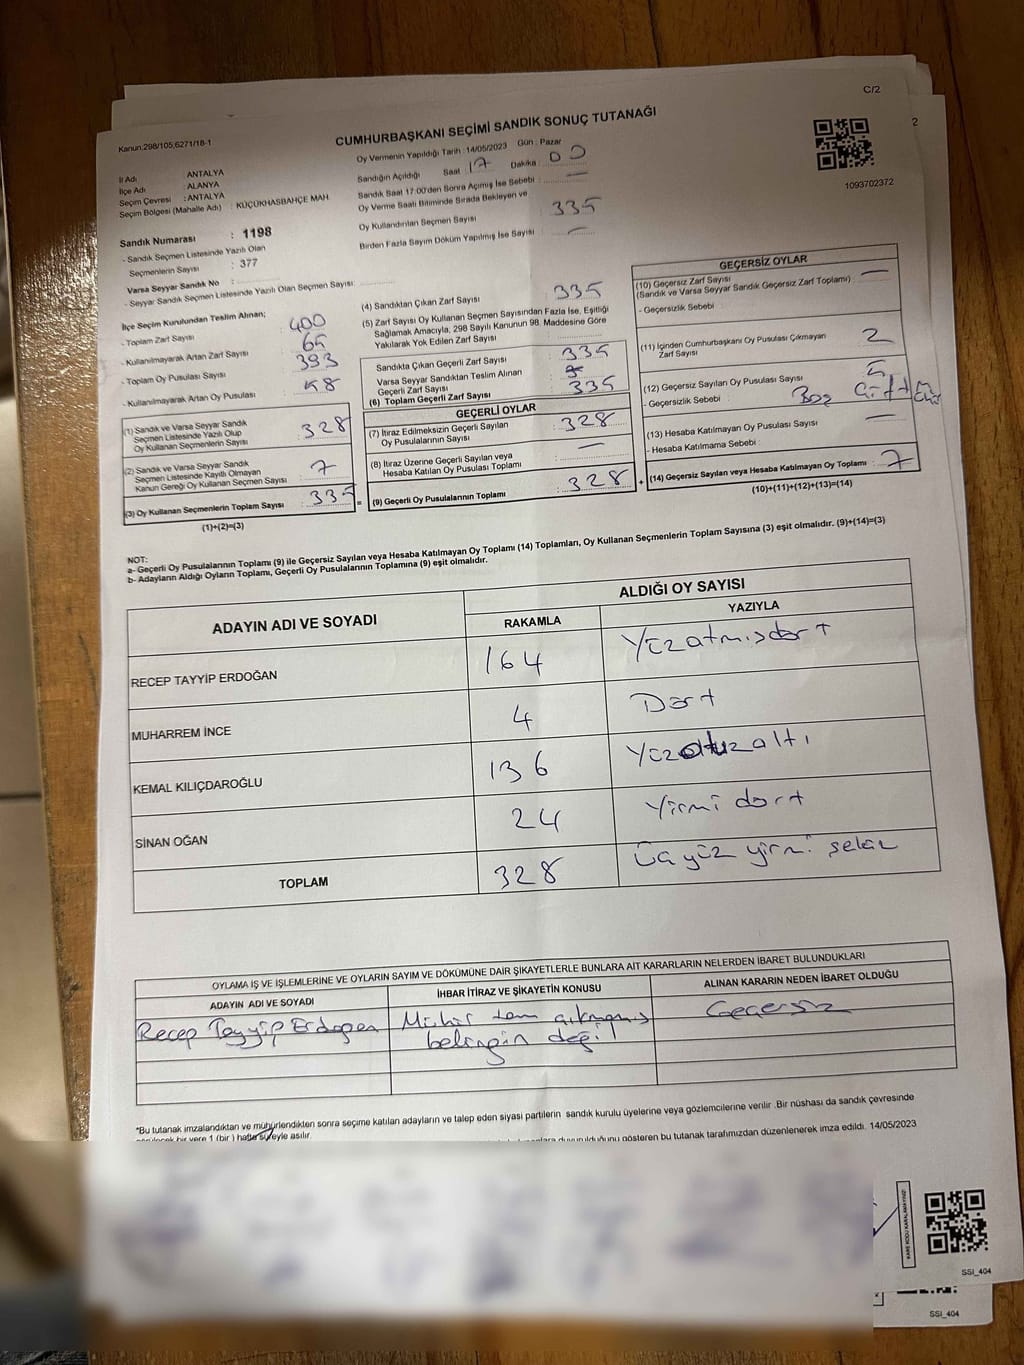 C/2
2
Kanun:298/105,6271/18-1
CUMHURBAŞKANI SEÇİMİ SANDIK SONUÇ TUTANAĞI
1093702372
İl Adı ANTALYA
İlçe Adı : ALANYA
Seçim Çevresi : ANTALYA
Seçim Bölgesi (Mahalle Adı) : KÜÇÜKHASBAHÇE MAH
Sandık Numarası : 1198
- Sandık Seçmen Listesinde Yazılı Olan
Seçmenlerin Sayısı : 377
Varsa Seyyar Sandık No :
- Seyyar Sandık Seçmen Listesinde Yazılı Olan Seçmen Sayısı:
Oy Vermenin Yapıldığı Tarih : 14/05/2023 Gün : Pazar
Sandığın Açıldığı Saat : 17 Dakika : 00
Sandık Saat 17:00'den Sonra Açımış İse Sebebi : —
Oy Verme Saati Bitiminde Sırada Bekleyen ve
Oy Kullandırılan Seçmen Sayısı : 335
Birden Fazla Sayım Döküm Yapılmış İse Sayısı : —
İlçe Seçim Kurulundan Teslim Alınan;
- Toplam Zarf Sayısı : 400
- Kullanılmayarak Artan Zarf Sayısı : 65
- Toplam Oy Pusulası Sayısı : 393
- Kullanılmayarak Artan Oy Pusulası : 58
(1) Sandık ve Varsa Seyyar Sandık
Seçmen Listesinde Yazılı Olup
Oy Kullanan Seçmenlerin Sayısı : 328
(2) Sandık ve Varsa Seyyar Sandık
Seçmen Listesinde Kayıtlı Olmayan
Kanun Gereği Oy Kullanan Seçmen Sayısı : 7
(3) Oy Kullanan Seçmenlerin Toplam Sayısı : 335
(1)+(2)=(3)
(4) Sandıktan Çıkan Zarf Sayısı : 335
(5) Zarf Sayısı Oy Kullanan Seçmen Sayısından Fazla İse, Eşitliği
Sağlamak Amacıyla, 298 Sayılı Kanunun 98. Maddesine Göre
Yakılarak Yok Edilen Zarf Sayısı :
Sandıkta Çıkan Geçerli Zarf Sayısı : 335
Varsa Seyyar Sandıktan Teslim Alınan
Geçerli Zarf Sayısı :
(6) Toplam Geçerli Zarf Sayısı : 335
GEÇERLİ OYLAR
(7) İtiraz Edilmeksizin Geçerli Sayılan
Oy Pusulalarının Sayısı : 328
(8) İtiraz Üzerine Geçerli Sayılan veya
Hesaba Katılan Oy Pusulası Toplamı : —
(9) Geçerli Oy Pusulalarının Toplamı : 328
GEÇERSİZ OYLAR
(10) Geçersiz Zarf Sayısı : —
(Sandık ve Varsa Seyyar Sandık Geçersiz Zarf Toplamı)
- Geçersizlik Sebebi :
(11) İçinden Cumhurbaşkanı Oy Pusulası Çıkmayan
Zarf Sayısı : 2
(12) Geçersiz Sayılan Oy Pusulası Sayısı : 5
- Geçersizlik Sebebi : Boş Çift
(13) Hesaba Katılmayan Oy Pusulası Sayısı : —
- Hesaba Katılmama Sebebi :
(14) Geçersiz Sayılan veya Hesaba Katılmayan Oy Toplamı : 7
(10)+(11)+(12)+(13)=(14)
NOT:
a- Geçerli Oy Pusulalarının Toplamı (9) ile Geçersiz Sayılan veya Hesaba Katılmayan Oy Toplamı (14) Toplamları, Oy Kullanan Seçmenlerin Toplam Sayısına (3) eşit olmalıdır. (9)+(14)=(3)
b- Adayların Aldığı Oyların Toplamı, Geçerli Oy Pusulalarının Toplamına (9) eşit olmalıdır.
ADAYIN ADI VE SOYADI
ALDIĞI OY SAYISI
RAKAMLA YAZIYLA
RECEP TAYYİP ERDOĞAN 164 Yüzatmışdört
MUHARREM İNCE 4 Dört
KEMAL KILIÇDAROĞLU 136 Yüzotuzaltı
SİNAN OĞAN 24 Yirmi dört
TOPLAM 328 üçyüz yirmi sekiz
OYLAMA İŞ VE İŞLEMLERİNE VE OYLARIN SAYIM VE DÖKÜMÜNE DAİR ŞİKAYETLERLE BUNLARA AİT KARARLARIN NELERDEN İBARET BULUNDUKLARI
ADAYIN ADI VE SOYADI İHBAR İTİRAZ VE ŞİKAYETİN KONUSU ALINAN KARARIN NEDEN İBARET OLDUĞU
Recep Tayyip Erdogan Mühür tam çıkmamış Geçersiz
belirgin değil
*Bu tutanak imzalandıktan ve mühürlendikten sonra seçime katılan adayların ve talep eden siyasi partilerin sandık kurulu üyelerine veya gözlemcilerine verilir .Bir nüshası da sandık çevresinde
görülecek bir yere 1 (bir ) hafta süreyle asılır.
duyurulduğunu gösteren bu tutanak tarafımızdan düzenlenerek imza edildi. 14/05/2023
KARE KODU KARALAMAYINIZ!
SSI_404
SSI_404